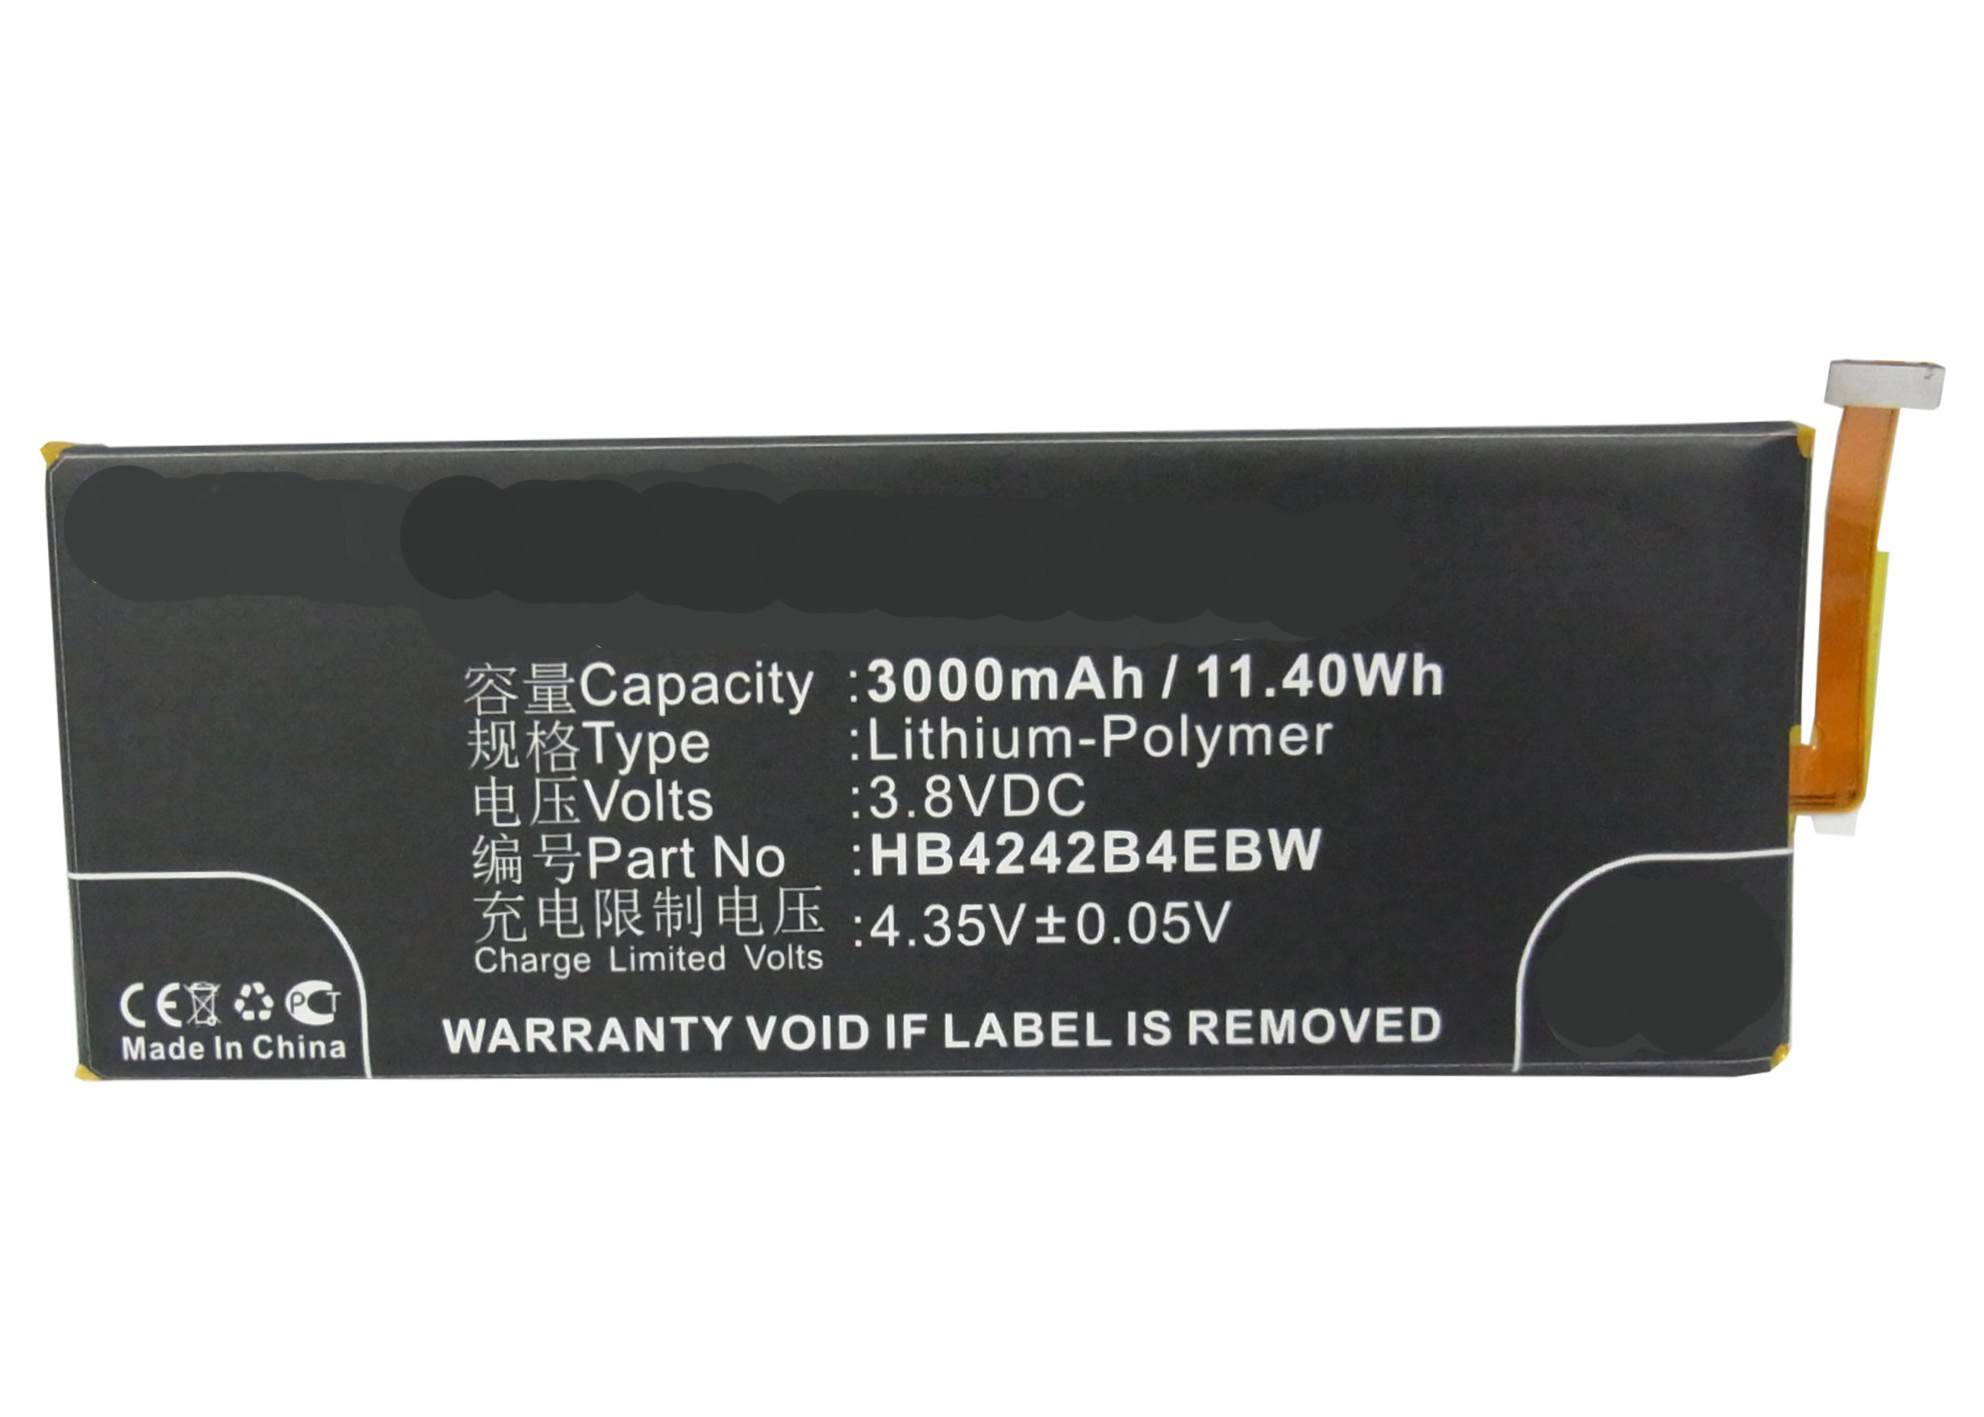 容量Capacity :3000mAh / 11.40Wh
规格Type :Lithium-Polymer
电压Volts :3.8VDC
编号Part No :HB4242B4EBW
充电限制电压
Charge Limited Volts :4.35V±0.05V
CE PCT
Made In China
WARRANTY VOID IF LABEL IS REMOVED